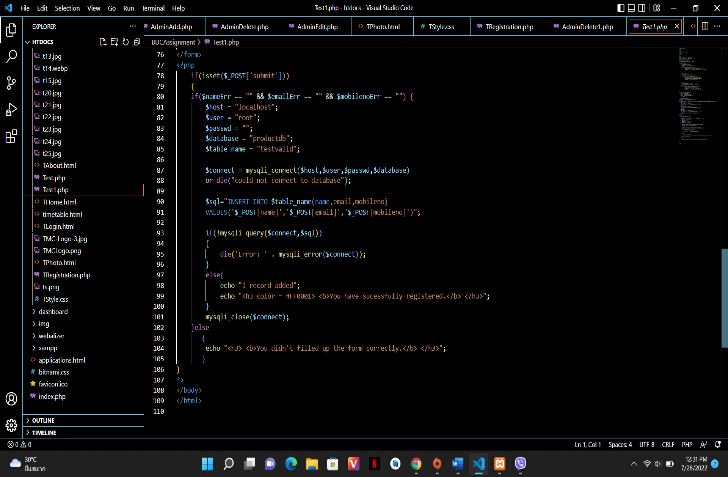 File Edit Selection View Go Run Terminal Help
Test1.php - htdocs - Visual Studio Code
EXPLORER
AdminAdd.php AdminDelete.php AdminEdit.php TPhoto.html TStyle.css TRegistration.php AdminDelete1.php Test1.php
HTDOCS
BUCAssignment > Test1.php
t13.jpg
t14.webp
t15.jpg
t20.jpg
t21.jpg
t22.jpg
t23.jpg
t24.jpg
t25.jpg
TAbout.html
Test.php
Test1.php
THome.html
timetable.html
TLogin.html
TMC-Logo-3.jpg
TMCLogo.png
TPhoto.html
TRegistration.php
ts.png
TStyle.css
dashboard
img
webalizer
xampp
applications.html
bitnami.css
favicon.ico
index.php
OUTLINE
TIMELINE
76 </form>
77 <?php
78 if(isset($_POST['submit']))
79 {
80 if($nameErr == "" && $emailErr == "" && $mobilenoErr == "") {
81 $host = "localhost";
82 $user = "root";
83 $passwd = "";
84 $database = "productdb";
85 $table_name = "testvalid";
86
87 $connect = mysqli_connect($host,$user,$passwd,$database)
88 or die("could not connect to database");
89
90 $sql="INSERT INTO $table_name(name,email,mobileno)
91 VALUES('$_POST[name]','$_POST[email]','$_POST[mobileno]')";
92
93 if(!mysqli_query($connect,$sql))
94 {
95 die('Error: ' . mysqli_error($connect));
96 }
97 else{
98 echo "1 record added";
99 echo "<h3 color = #FF0001> <b>You have sucessfully registered.</b> </h3>";
100 }
101 mysqli_close($connect);
102 }else
103 {
104 echo "<h3> <b>You didn't filled up the form correctly.</b> </h3>";
105 }
106 }
107 ?>
108 </body>
109 </html>
110
0 0
Ln 1, Col 1 Spaces: 4 UTF-8 CRLF PHP
30°C
12:31 PM
7/26/2022